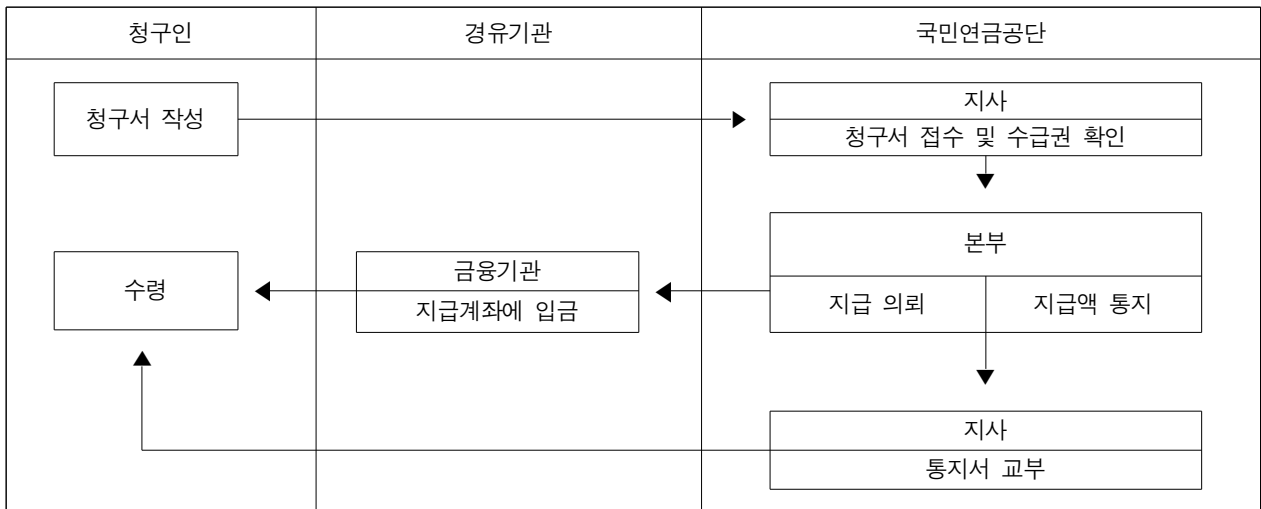 청구인
경유기관
국민연금공단
청구서 작성
지사
청구서 접수 및 수급권 확인
본부
지급 의뢰
지급액 통지
금융기관
지급계좌에 입금
수령
지사
통지서 교부